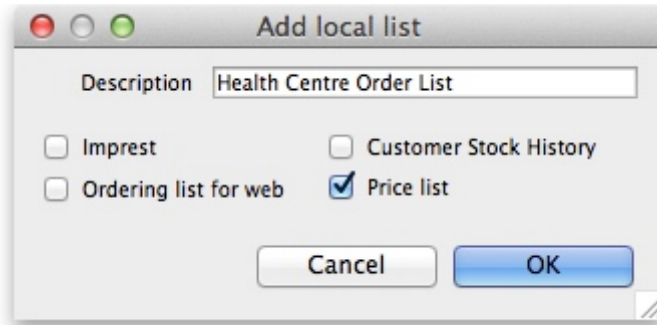 Add local list
Description Health Centre Order List
Imprest Customer Stock History
Ordering list for web Price list
Cancel OK